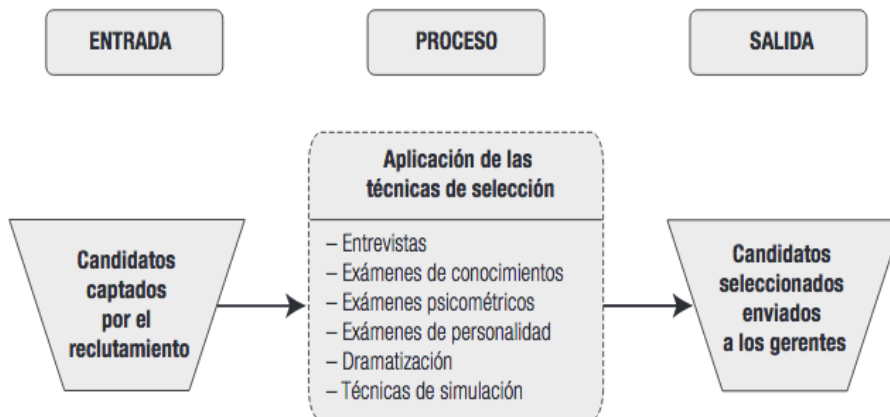 ENTRADA
PROCESO
SALIDA
Candidatos
captados
por el
reclutamiento
Aplicación de las
técnicas de selección
– Entrevistas
– Exámenes de conocimientos
– Exámenes psicométricos
– Exámenes de personalidad
– Dramatización
– Técnicas de simulación
Candidatos
seleccionados
enviados
a los gerentes